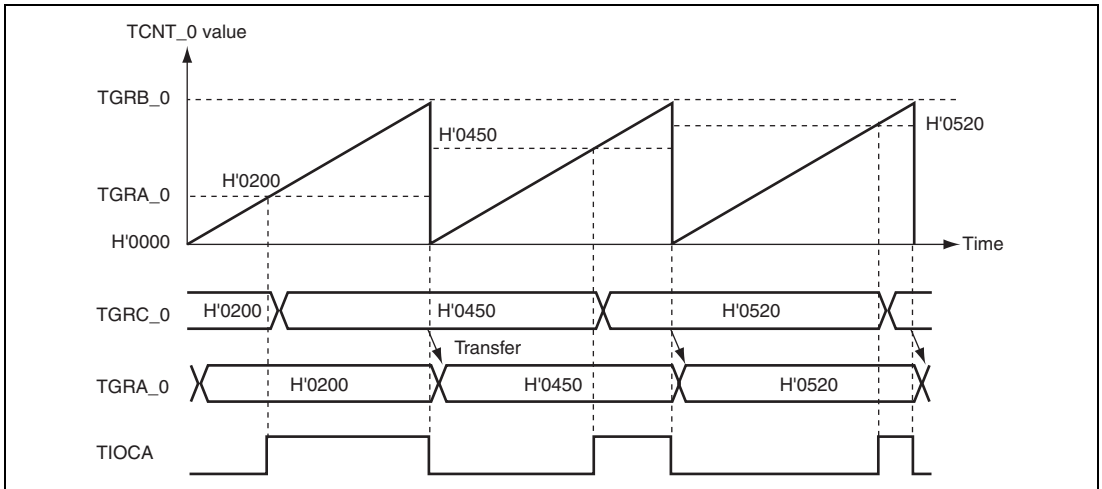 TCNT_0 value
TGRB_0
H'0520
H'0450
H'0200
TGRA_0
H'0000
Time
TGRC_0
H'0200
H'0450
H'0520
Transfer
TGRA_0
H'0200
H'0450
H'0520
TIOCA